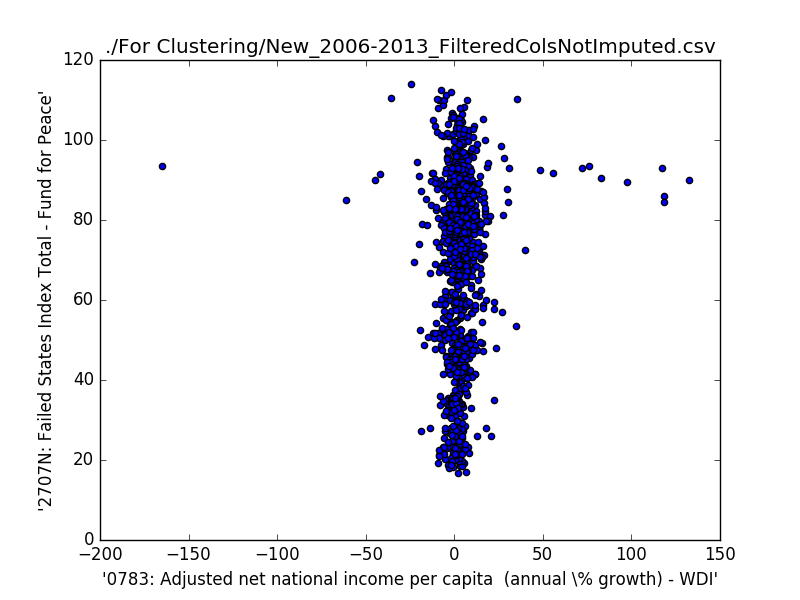 ./For Clustering/New_2006-2013_FilteredColsNotImputed.csv
120
100
80
60
40
20
0
'2707N: Failed States Index Total - Fund for Peace'
−200 −150 −100 −50 0 50 100 150
'0783: Adjusted net national income per capita  (annual \% growth) - WDI'